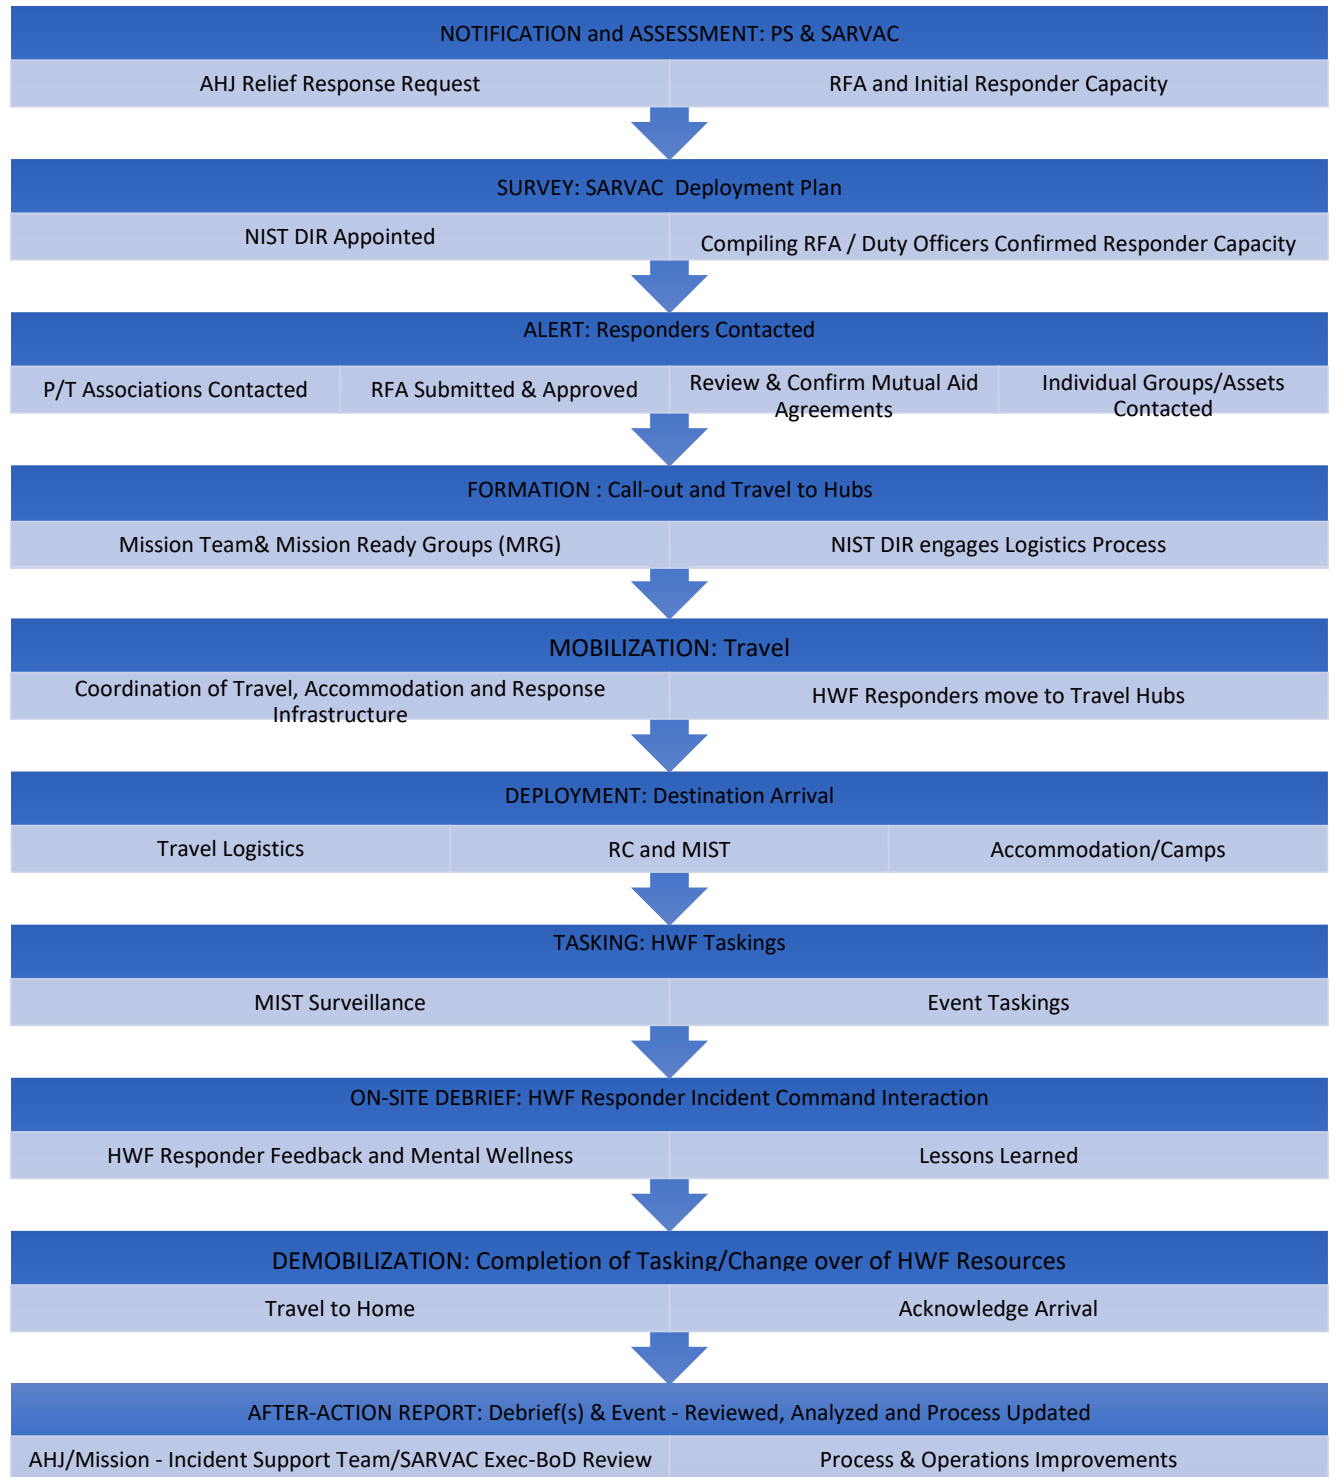 NOTIFICATION and ASSESSMENT: PS & SARVAC
AHJ Relief Response Request
RFA and Initial Responder Capacity
SURVEY: SARVAC Deployment Plan
NIST DIR Appointed
Compiling RFA / Duty Officers Confirmed Responder Capacity
ALERT: Responders Contacted
P/T Associations Contacted
RFA Submitted & Approved
Review & Confirm Mutual Aid
Agreements
Individual Groups/Assets
Contacted
FORMATION : Call-out and Travel to Hubs
Mission Team& Mission Ready Groups (MRG)
NIST DIR engages Logistics Process
MOBILIZATION: Travel
Coordination of Travel, Accommodation and Response
Infrastructure
HWF Responders move to Travel Hubs
DEPLOYMENT: Destination Arrival
Travel Logistics
RC and MIST
Accommodation/Camps
TASKING: HWF Taskings
MIST Surveillance
Event Taskings
ON-SITE DEBRIEF: HWF Responder Incident Command Interaction
HWF Responder Feedback and Mental Wellness
Lessons Learned
DEMOBILIZATION: Completion of Tasking/Change over of HWF Resources
Travel to Home
Acknowledge Arrival
AFTER-ACTION REPORT: Debrief(s) & Event - Reviewed, Analyzed and Process Updated
AHJ/Mission - Incident Support Team/SARVAC Exec-BoD Review
Process & Operations Improvements